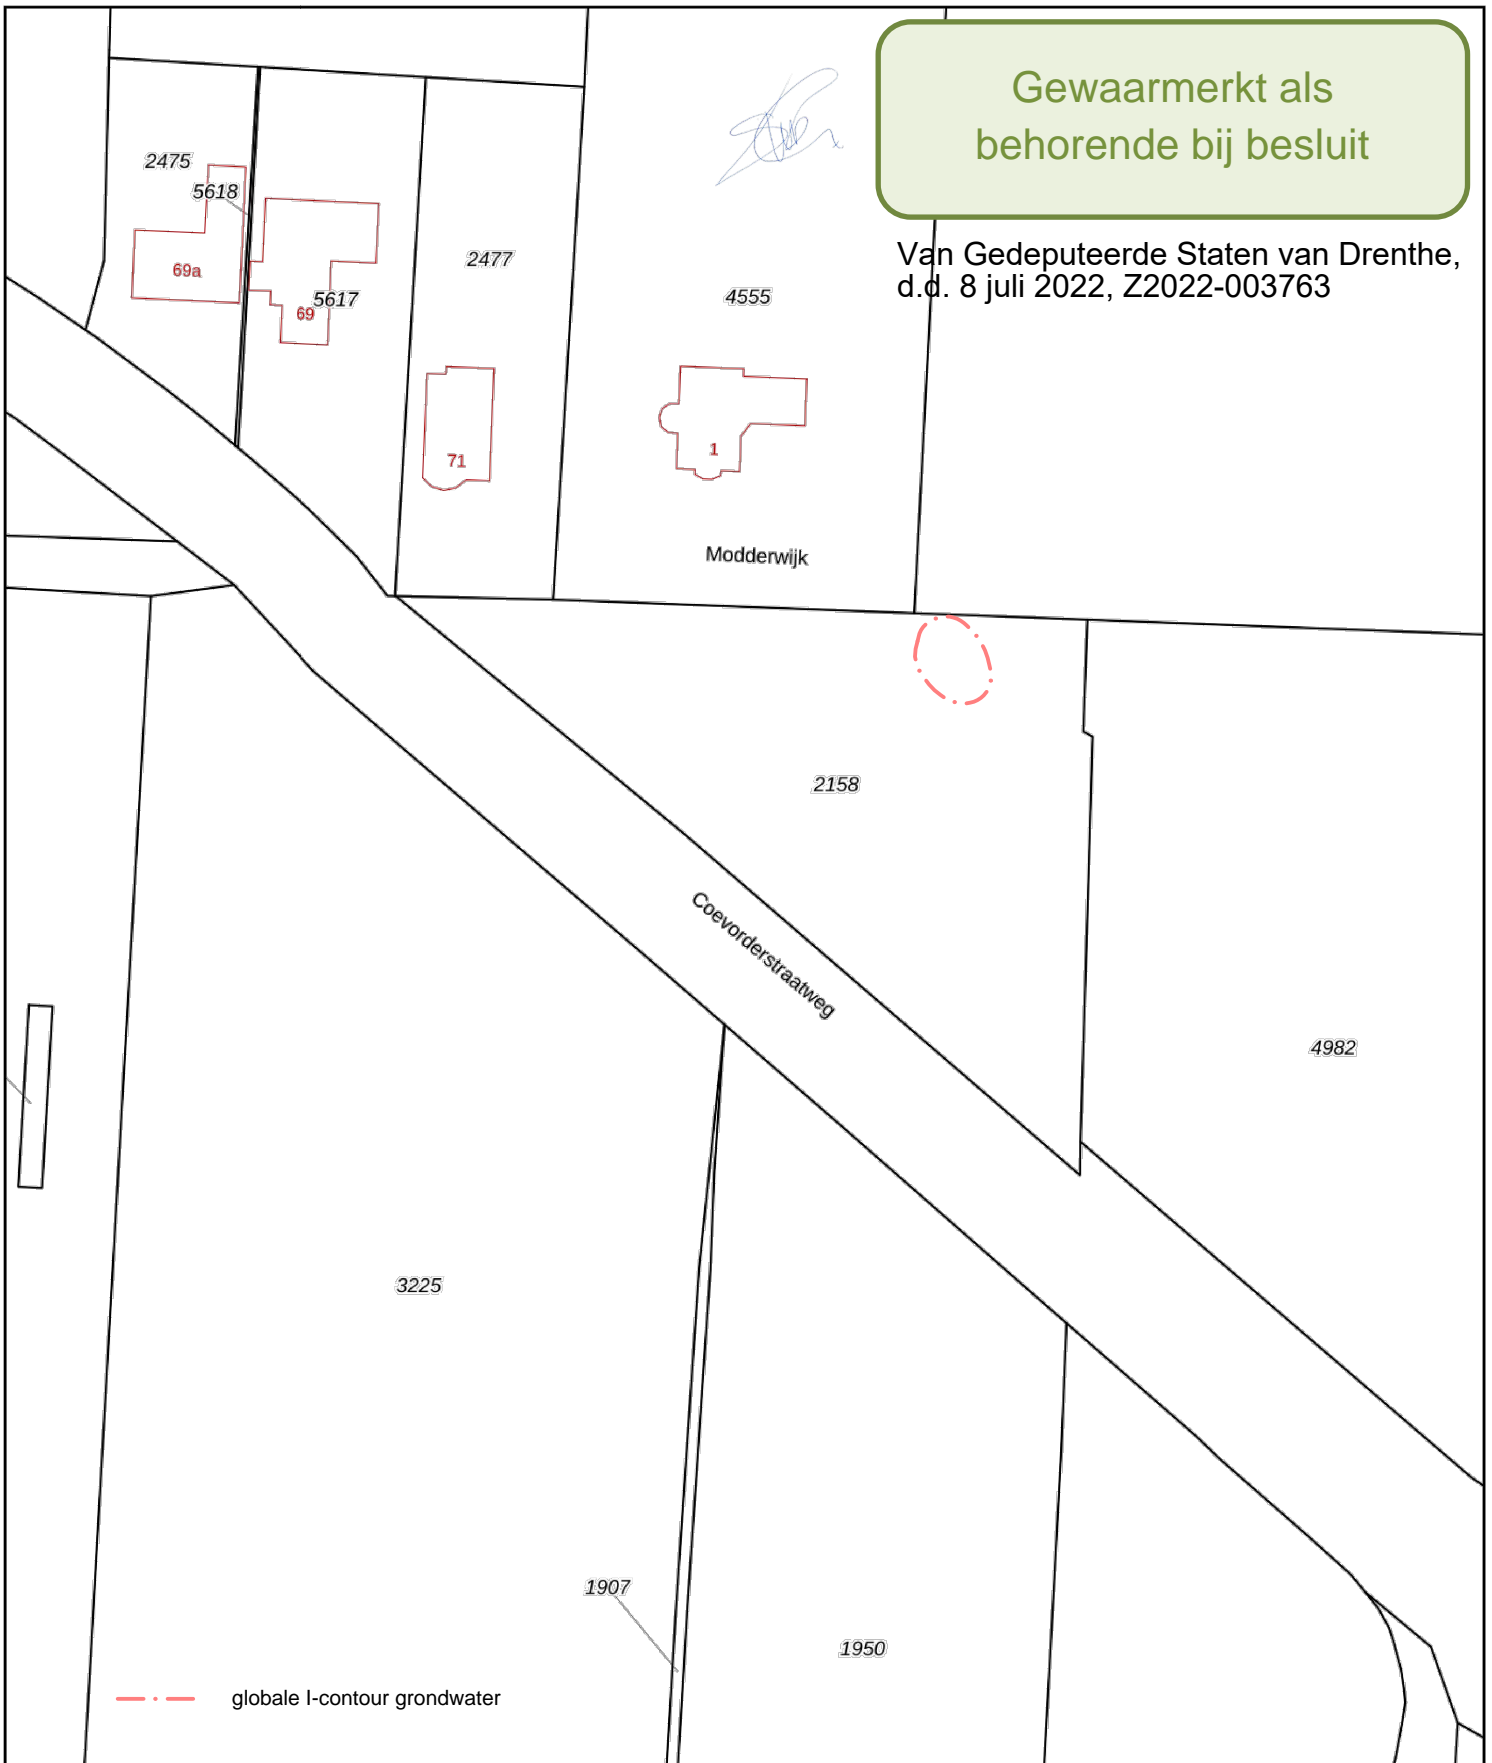 Gewaarmerkt als
behorende bij besluit
Van Gedeputeerde Staten van Drenthe,
d.d. 8 juli 2022, Z2022-003763
2475
5618
69a
5617
69
2477
4555
71
1
Modderwijk
2158
Coevorderstraatweg
4982
3225
1907
1950
globale I-contour grondwater